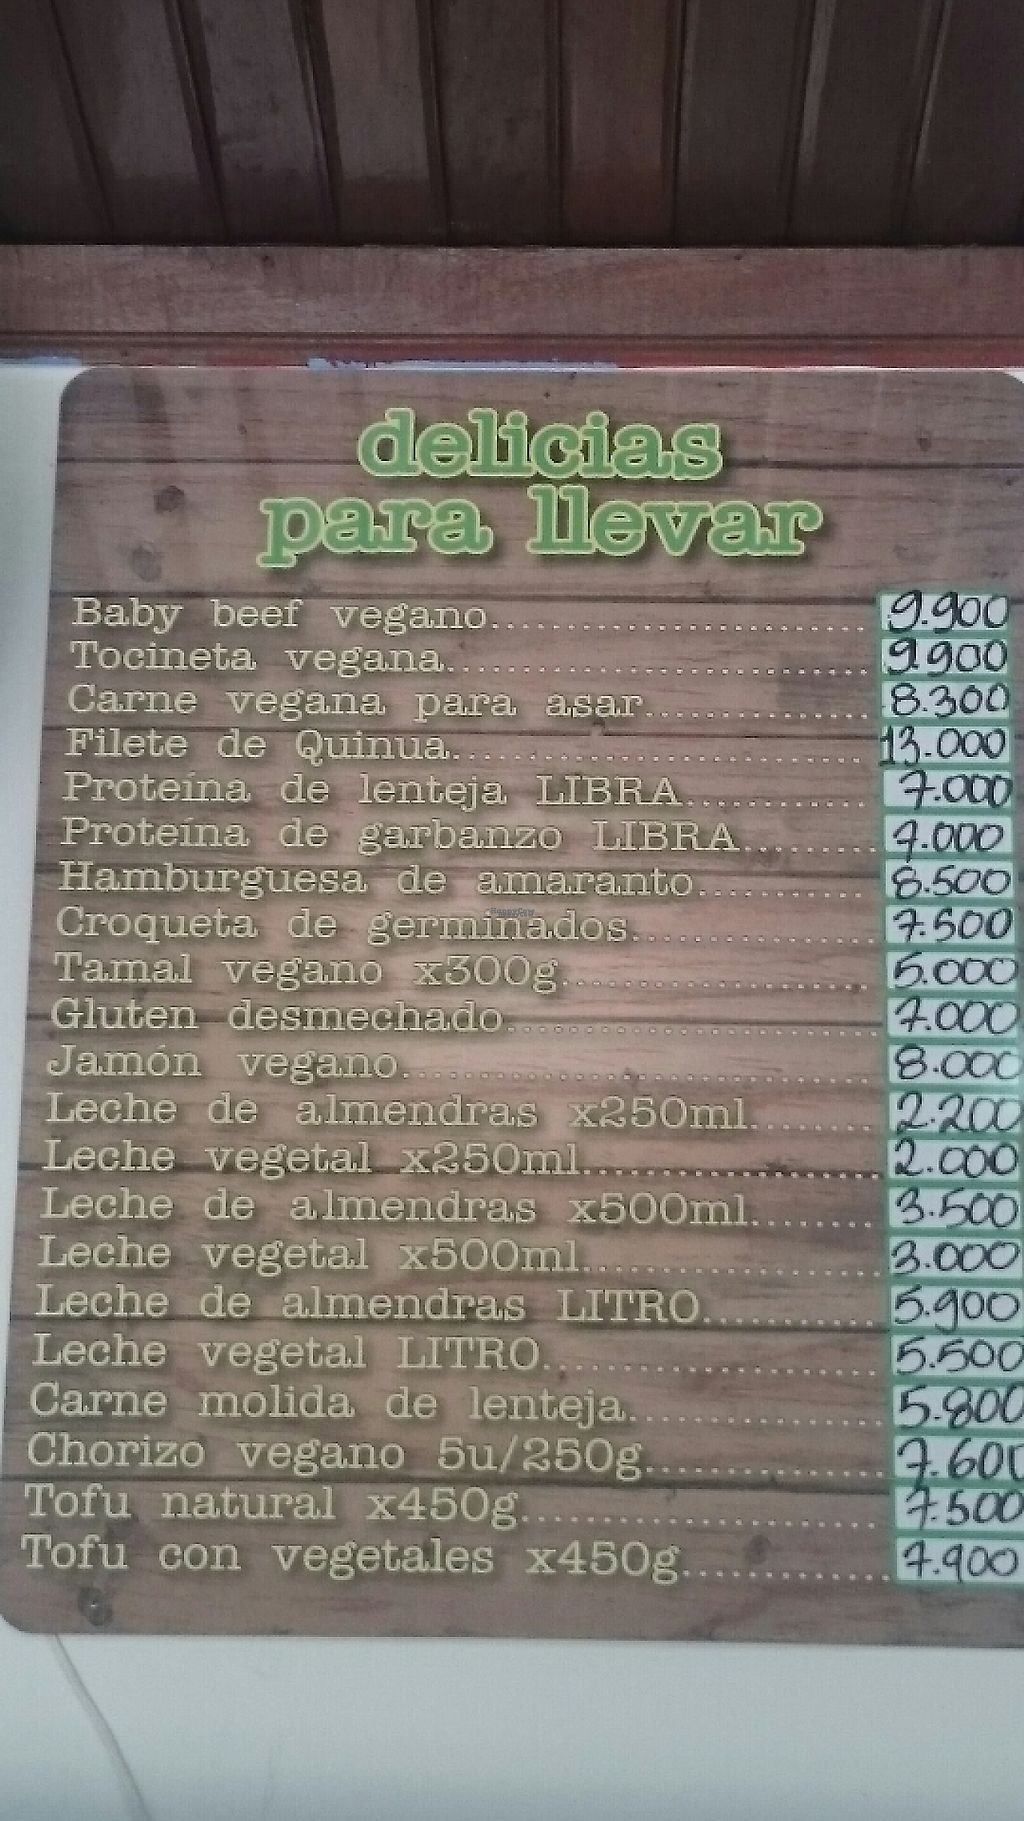 delicias
para llevar
Baby beef vegano........................ 9.900
Tocineta vegana........................... 9.900
Carne vegana para asar.............. 8.300
Filete de Quinua.......................... 13.000
Proteína de lenteja LIBRA........... 7.000
Proteína de garbanzo LIBRA........ 7.000
Hamburguesa de amaranto........... 8.500
Croqueta de germinados............... 7.500
Tamal vegano x300g.................... 5.000
Gluten desmechado....................... 7.000
Jamón vegano.............................. 8.000
Leche de almendras x250ml........ 2.200
Leche vegetal x250ml.................. 2.000
Leche de almendras x500ml........ 3.500
Leche vegetal x500ml.................. 3.000
Leche de almendras LITRO.......... 5.900
Leche vegetal LITRO..................... 5.500
Carne molida de lenteja............... 5.800
Chorizo vegano 5u/250g............... 7.600
Tofu natural x450g..................... 7.500
Tofu con vegetales x450g............. 7.900
HappyCow